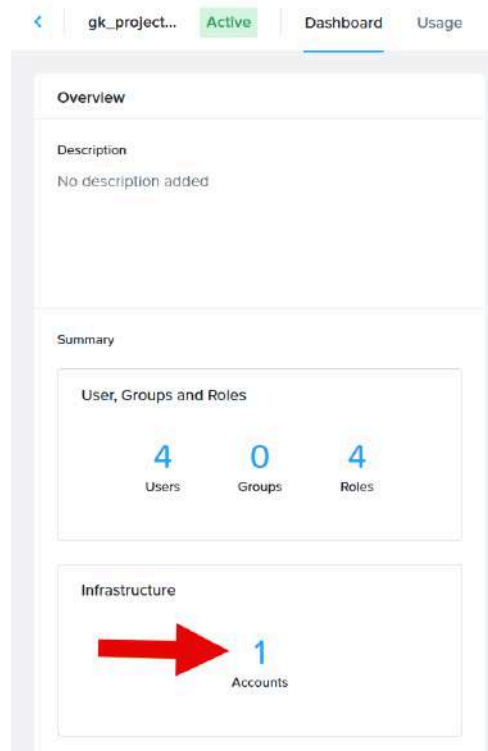 gk_project... Active Dashboard Usage
Overview
Description
No description added
Summary
User, Groups and Roles
4 0 4
Users Groups Roles
Infrastructure
1
Accounts